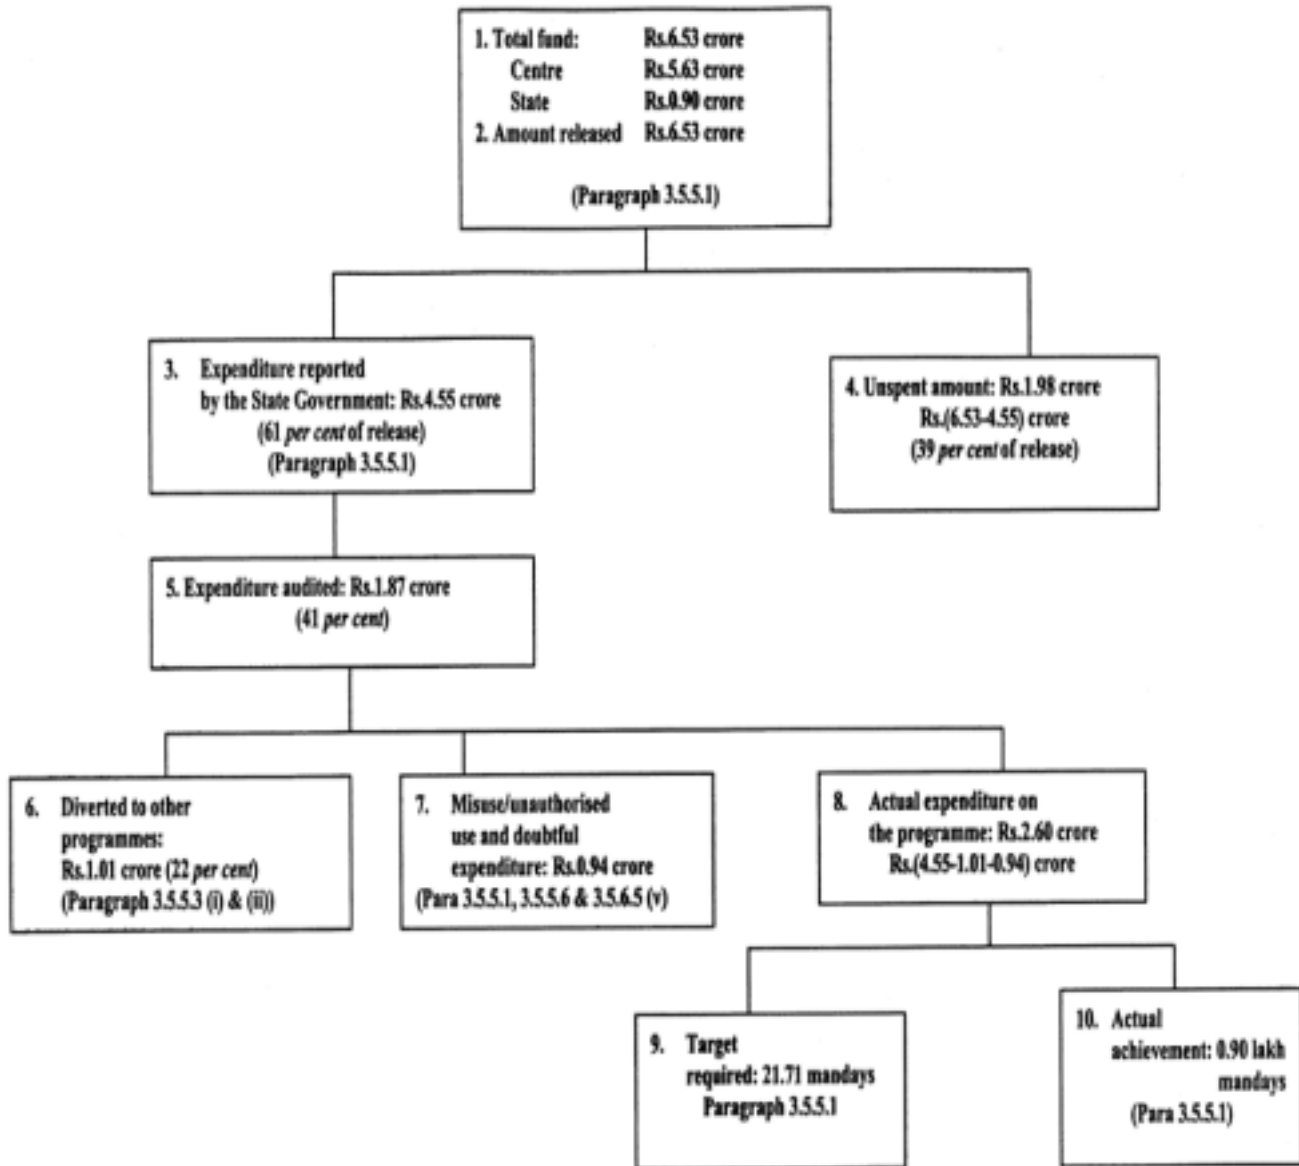 1. Total fund: Rs.6.53 crore
Centre Rs.5.63 crore
State Rs.0.90 crore
2. Amount released Rs.6.53 crore
(Paragraph 3.5.5.1)
3. Expenditure reported
by the State Government: Rs.4.55 crore
(61 per cent of release)
(Paragraph 3.5.5.1)
4. Unspent amount: Rs.1.98 crore
Rs.(6.53-4.55) crore
(39 per cent of release)
5. Expenditure audited: Rs.1.87 crore
(41 per cent)
6. Diverted to other
programmes:
Rs.1.01 crore (22 per cent)
(Paragraph 3.5.5.3 (i) & (ii))
7. Misuse/unauthorised
use and doubtful
expenditure: Rs.0.94 crore
(Para 3.5.5.1, 3.5.5.6 & 3.5.6.5 (v)
8. Actual expenditure on
the programme: Rs.2.60 crore
Rs.(4.55-1.01-0.94) crore
9. Target
required: 21.71 mandays
Paragraph 3.5.5.1
10. Actual
achievement: 0.90 lakh
mandays
(Para 3.5.5.1)